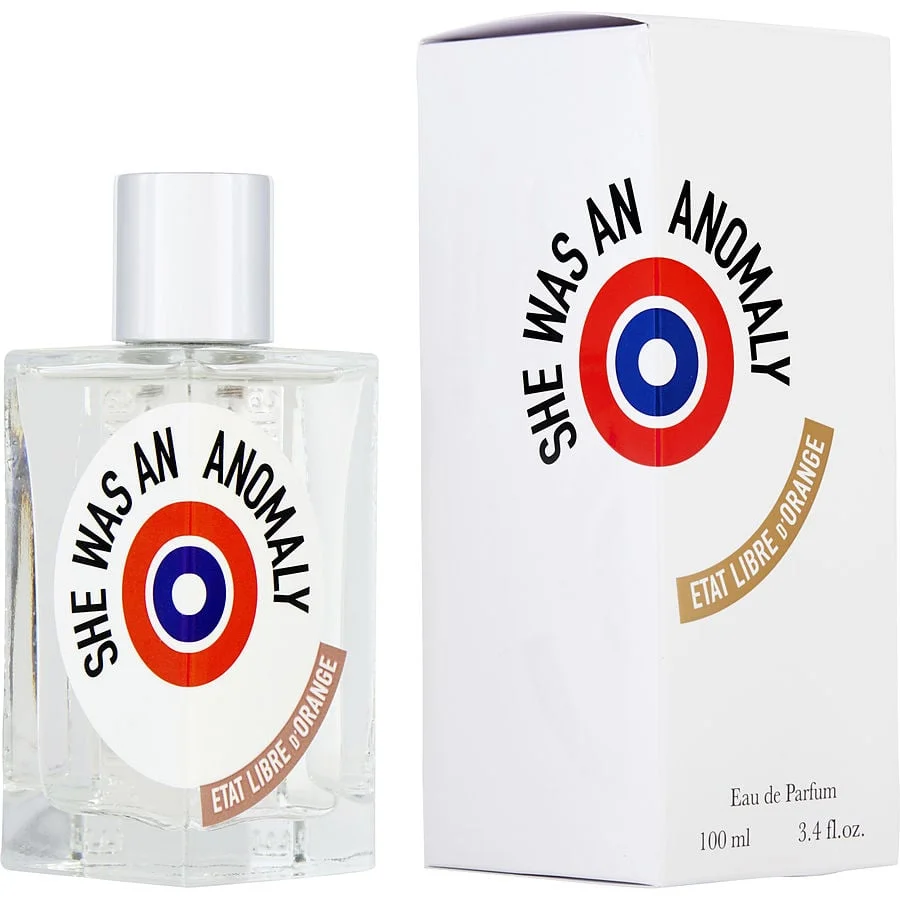 SHE WAS AN ANOMALY
ETAT LIBRE D'ORANGE
SHE WAS AN ANOMALY
ETAT LIBRE D'ORANGE
Eau de Parfum
100 ml 3.4 fl.oz.